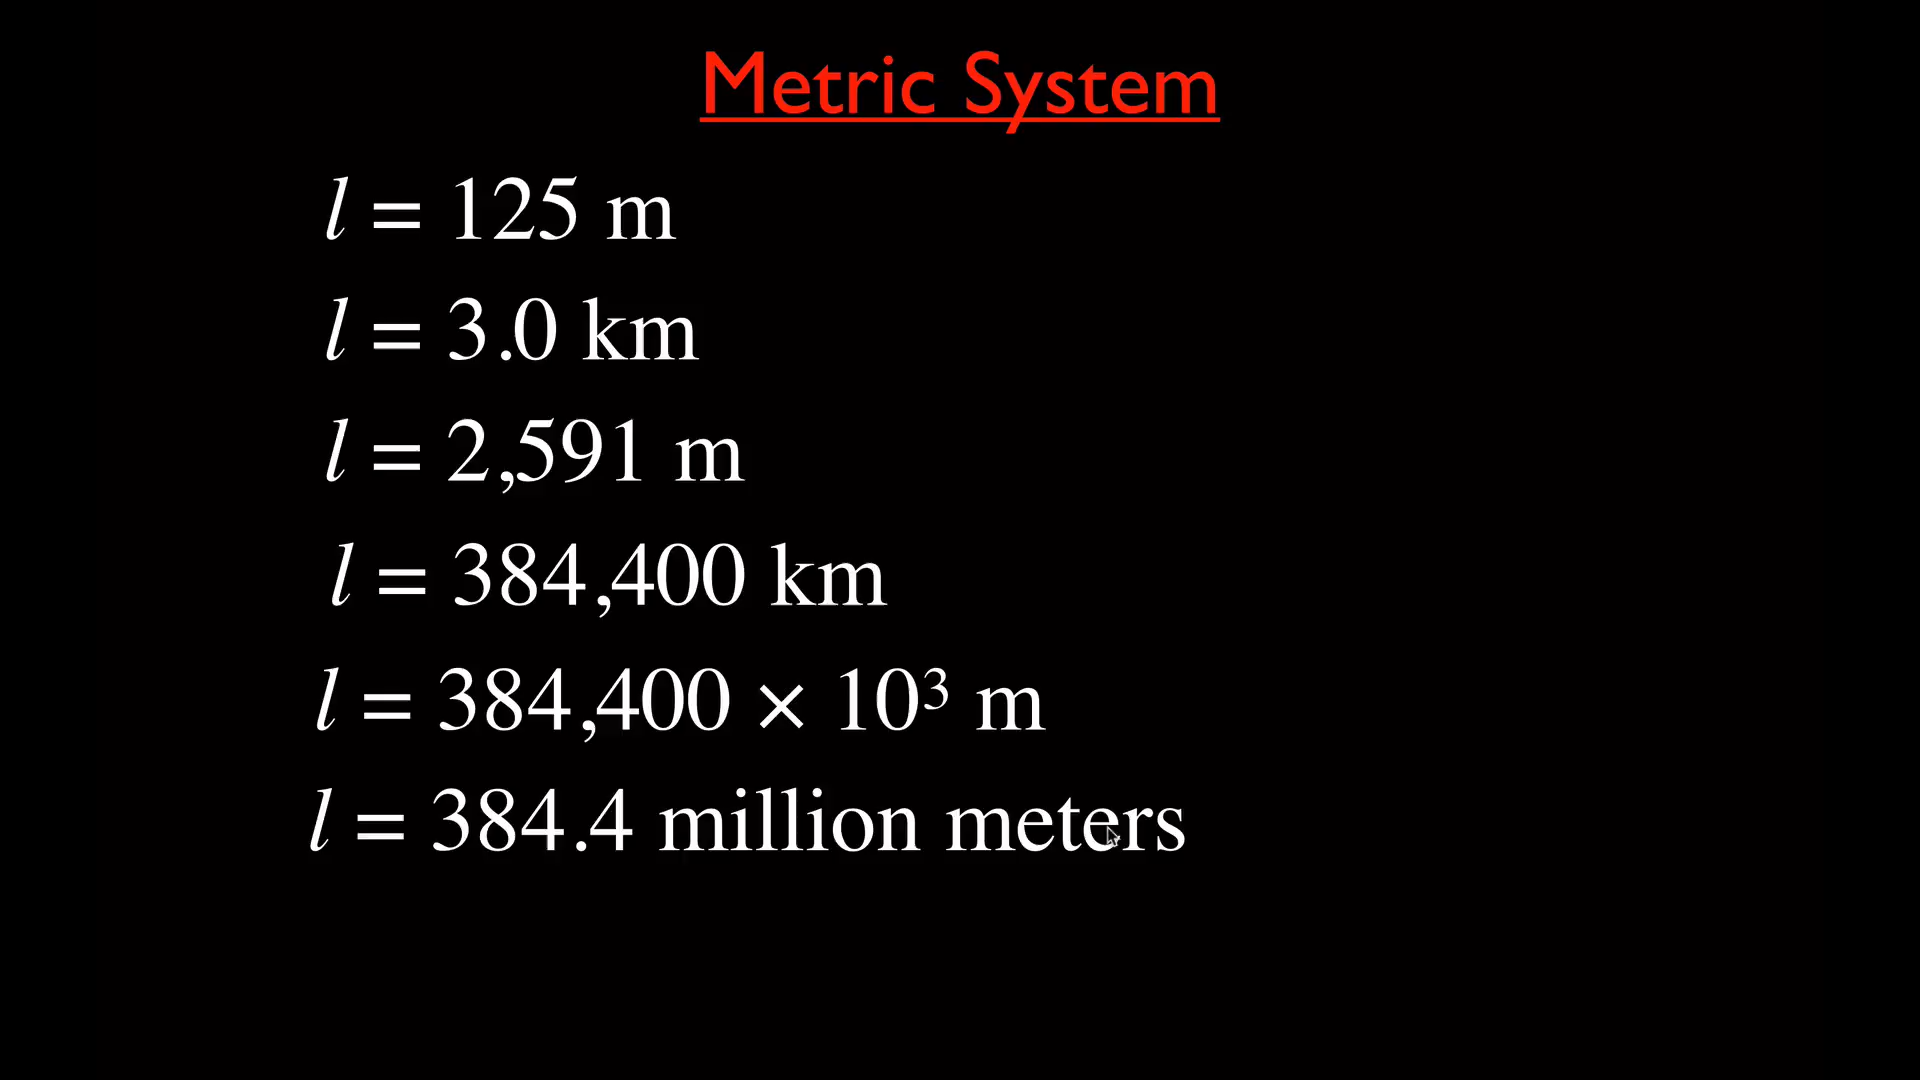 Metric System
l = 125 m
l = 3.0 km
l = 2,591 m
l = 384,400 km
l = 384,400 × 10³ m
l = 384.4 million meters